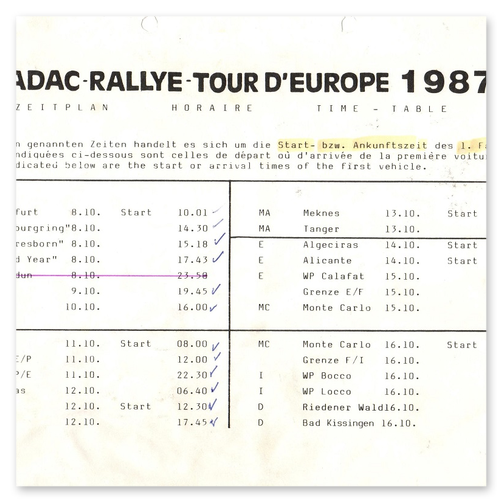 ADAC-RALLYE-TOUR D'EUROPE 1987
ZEITPLAN HORAIRE TIME - TABLE
genannten Zeiten handelt es sich um die Start- bzw. Ankunftszeit des 1.
ci-dessous sont celles de départ où d'arrivée de la première
below are the start or arrival times of the first vehicle.
8.10. Start 10.01 MA Meknes 13.10. Start
8.10. 14.30 MA Tanger 13.10.
8.10. 15.18 E Algeciras 14.10. Start
Year" 8.10. 17.43 E Alicante 14.10. Start
8.10. 23.58 E WP Calafat 15.10.
9.10. 19.45 Grenze E/F 15.10.
10.10. 16.00 MC Monte Carlo 15.10.
11.10. Start 08.00 MC Monte Carlo 16.10. Start
E/P 11.10. 12.00 Grenze F/I 16.10.
P/E 11.10. 22.30 I WP Bocco 16.10.
12.10. 06.40 I WP Locco 16.10.
12.10. Start 12.30 D Riedener Wald16.10.
12.10. 17.45 D Bad Kissingen 16.10.